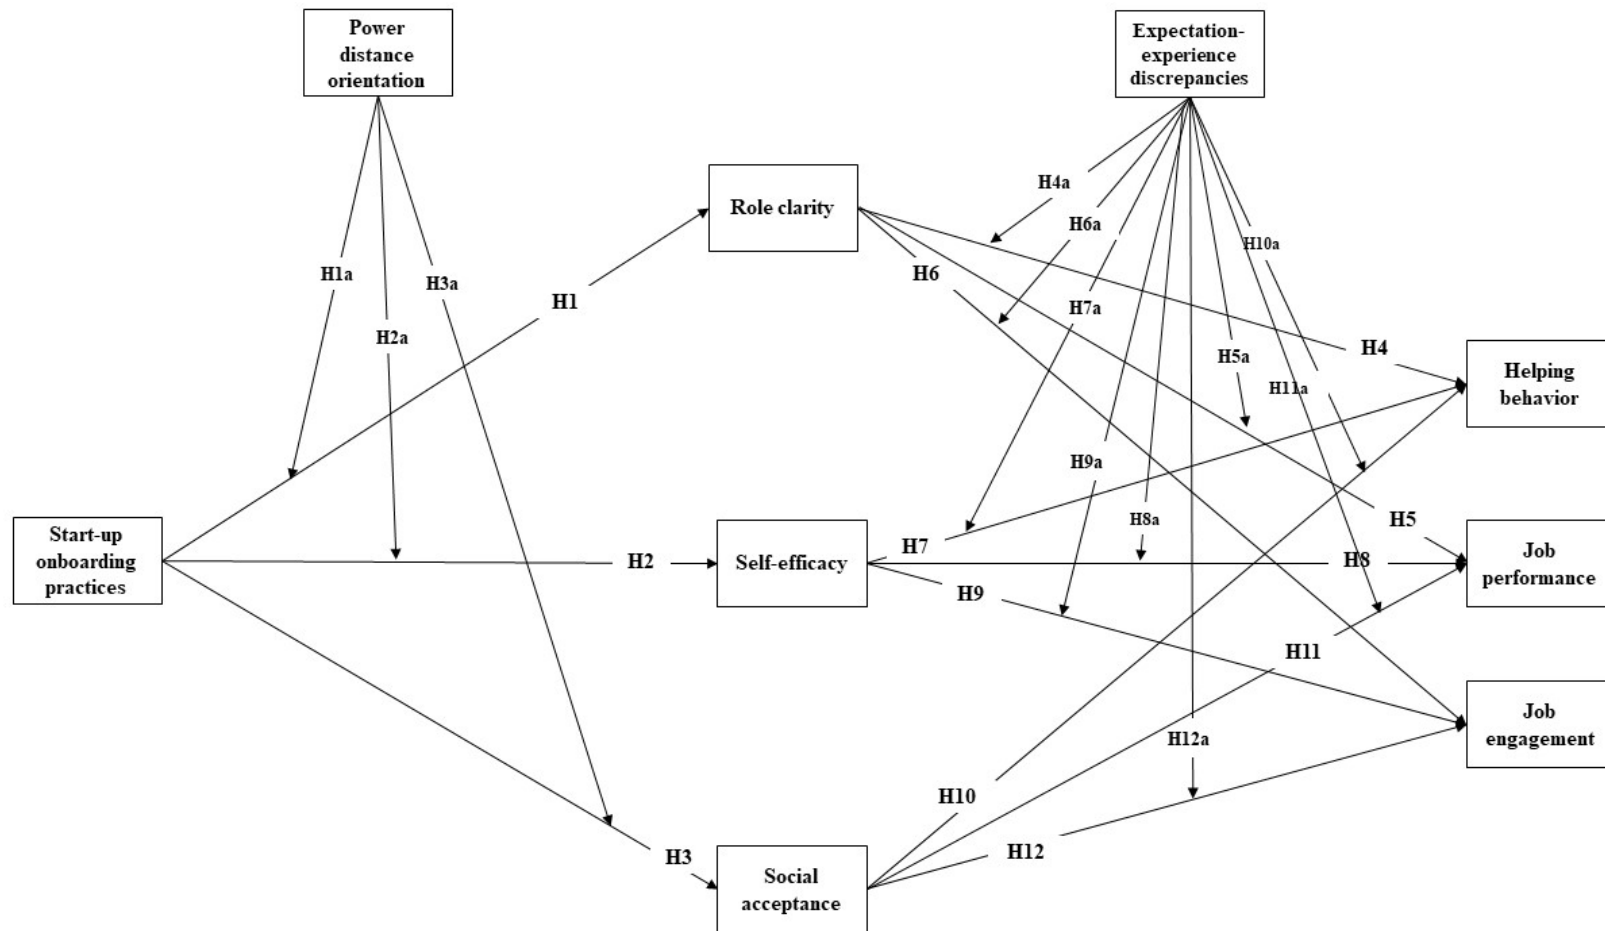 Power
distance
orientation
Expectation-
experience
discrepancies
Role clarity
H4a
H6a
H10a
H1a
H3a
H6
H1
H7a
H2a
H5a
H4
H11a
Helping
behavior
H9a
H8a
H5
Start-up
onboarding
practices
H2
Self-efficacy
H7
H8
H9
Job
performance
H11
Job
engagement
H12a
H10
H3
H12
Social
acceptance